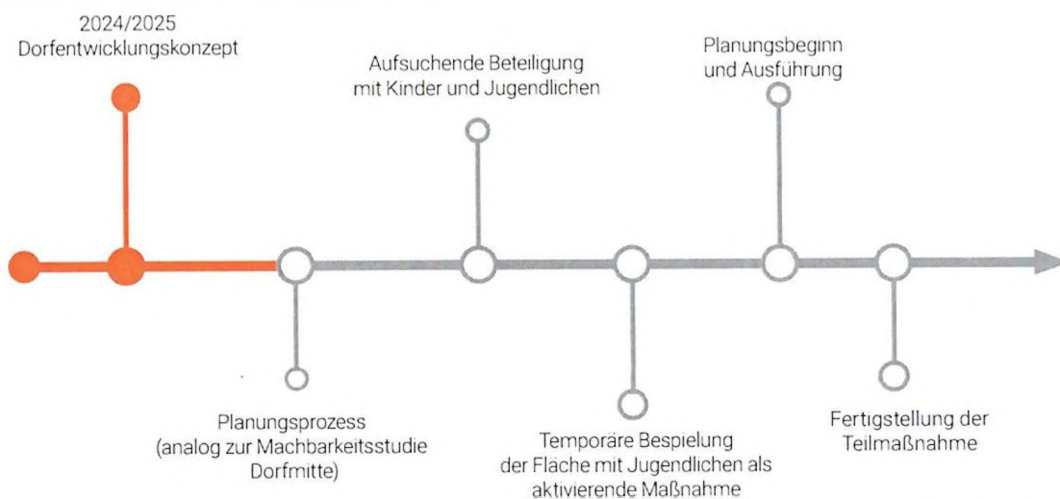 2024/2025
Dorfentwicklungskonzept
Planungsprozess
(analog zur Machbarkeitsstudie
Dorfmitte)
Aufsuchende Beteiligung
mit Kinder und Jugendlichen
Temporäre Bespielung
der Fläche mit Jugendlichen als
aktivierende Maßnahme
Planungsbeginn
und Ausführung
Fertigstellung der
Teilmaßnahme